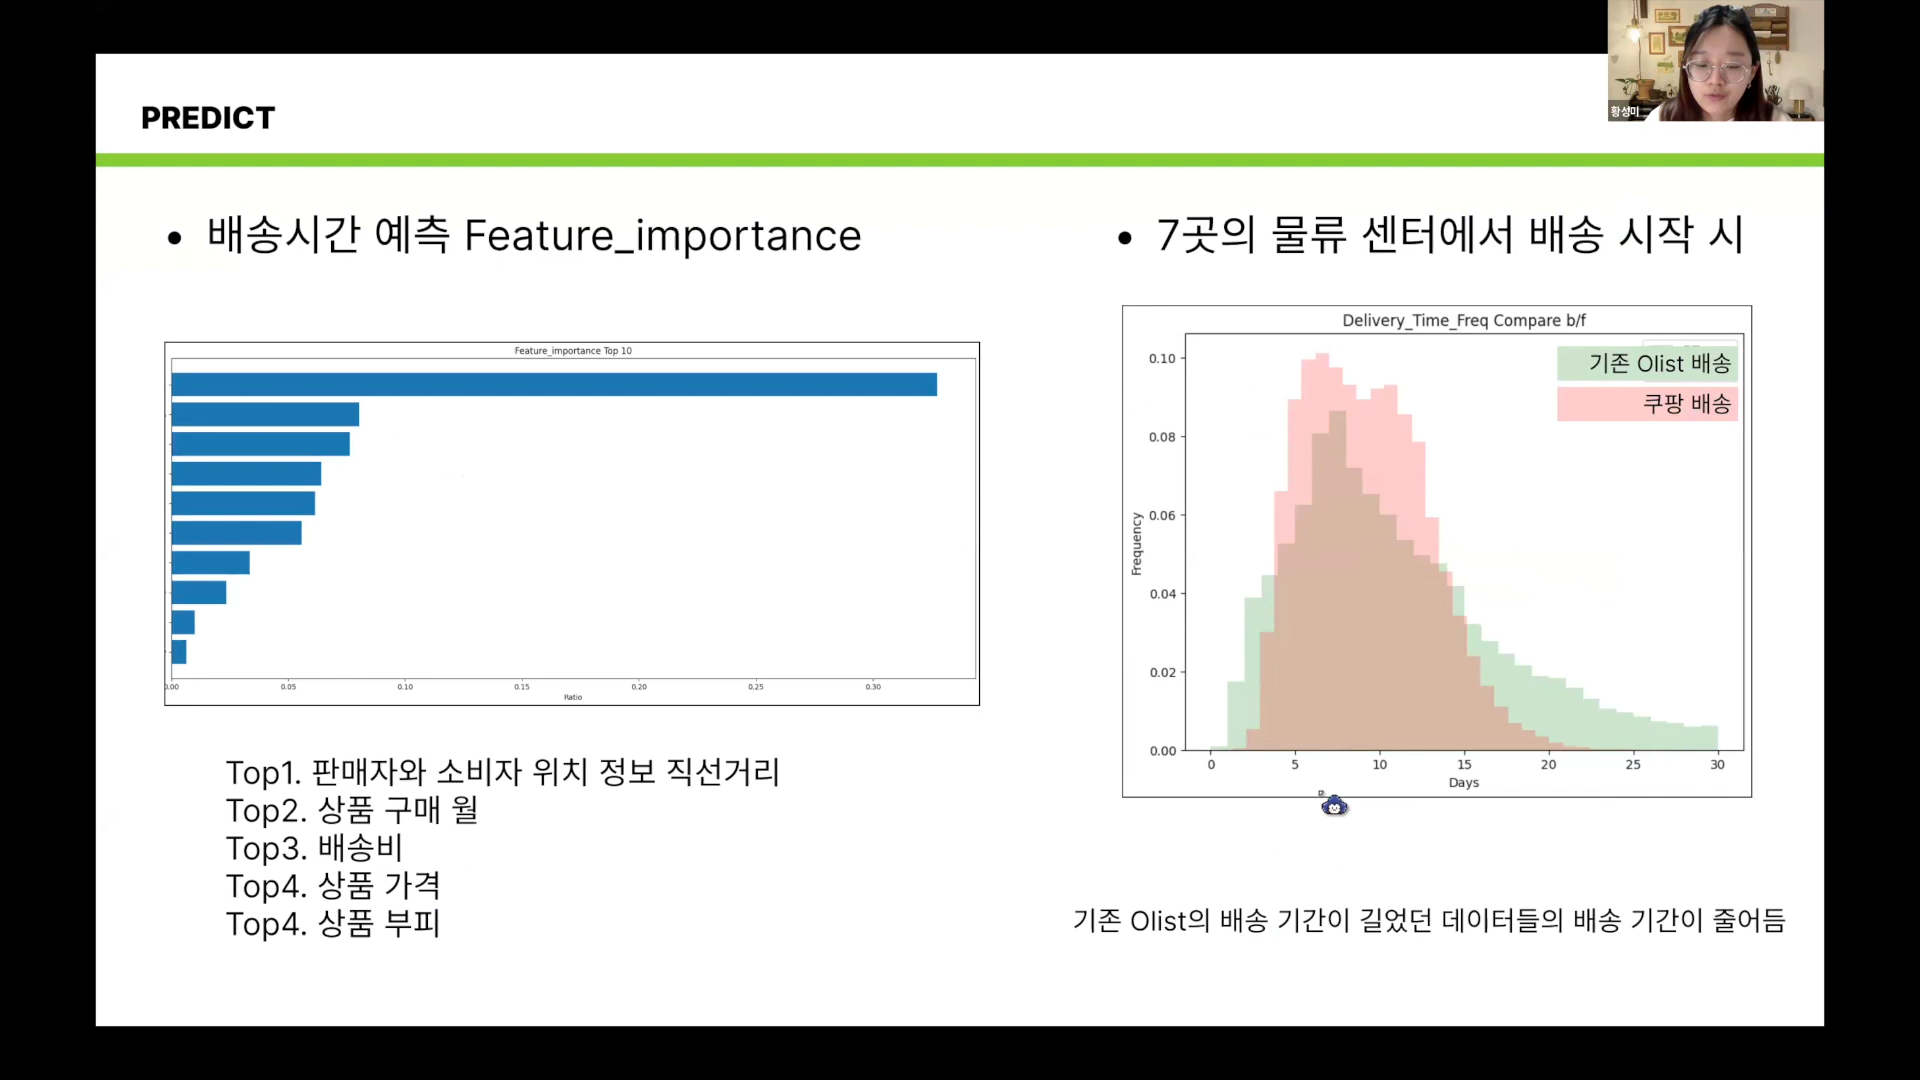 황성미
PREDICT
• 배송시간 예측 Feature_importance
Feature_importance Top 10
0.00 0.05 0.10 0.15 0.20 0.25 0.30
Ratio
Top1. 판매자와 소비자 위치 정보 직선거리
Top2. 상품 구매 월
Top3. 배송비
Top4. 상품 가격
Top4. 상품 부피
• 7곳의 물류 센터에서 배송 시작 시
Delivery_Time_Freq Compare b/f
기존 Olist 배송
쿠팡 배송
0.10
0.08
0.06
0.04
0.02
0.00
Frequency
0 5 10 15 20 25 30
Days
기존 Olist의 배송 기간이 길었던 데이터들의 배송 기간이 줄어듬